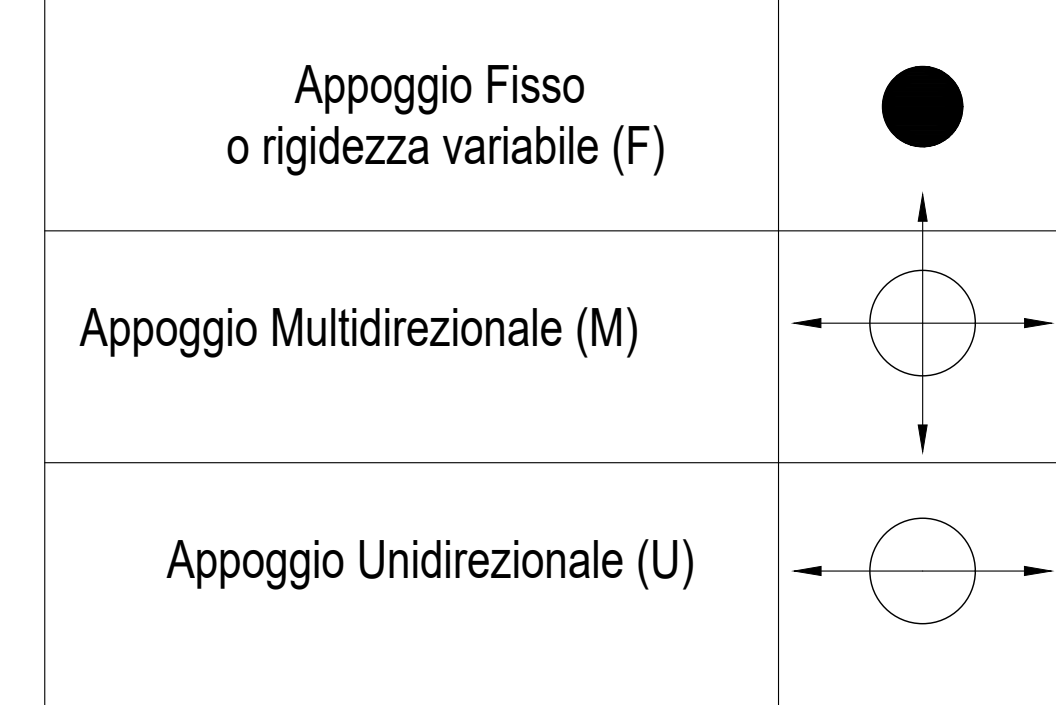 Appoggio Fisso
o rigidezza variabile (F)
Appoggio Multidirezionale (M)
Appoggio Unidirezionale (U)